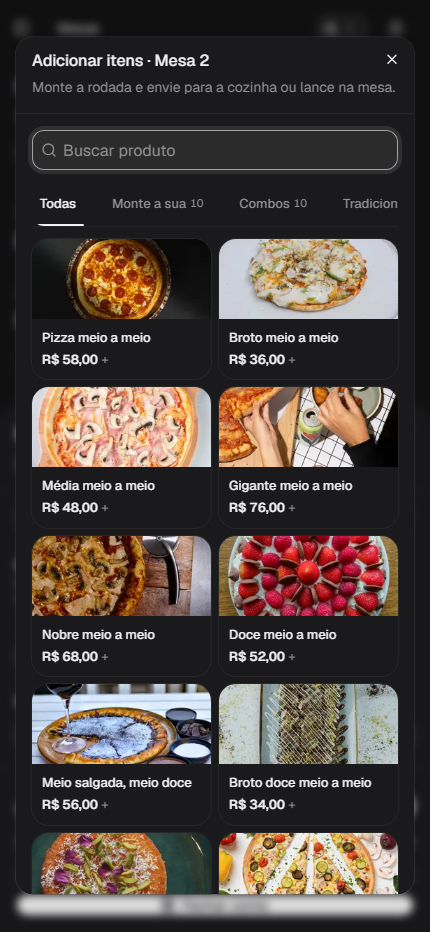 Adicionar itens · Mesa 2
Monte a rodada e envie para a cozinha ou lance na mesa.
Buscar produto
Todas Monte a sua 10 Combos 10 Tradicion
Pizza meio a meio
R$ 58,00 +
Broto meio a meio
R$ 36,00 +
Média meio a meio
R$ 48,00 +
Gigante meio a meio
R$ 76,00 +
Nobre meio a meio
R$ 68,00 +
Doce meio a meio
R$ 52,00 +
Meio salgada, meio doce
R$ 56,00 +
Broto doce meio a meio
R$ 34,00 +